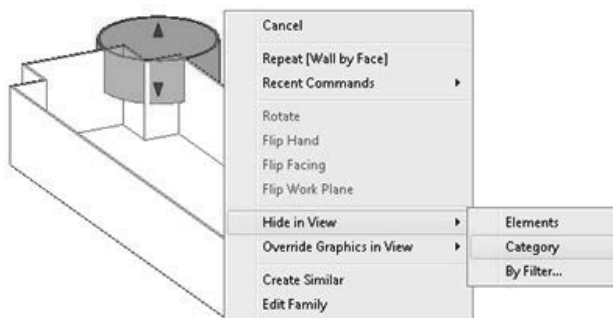 Cancel
Repeat [Wall by Face]
Recent Commands
Rotate
Flip Hand
Flip Facing
Flip Work Plane
Hide in View
Elements
Override Graphics in View
Category
By Filter...
Create Similar
Edit Family